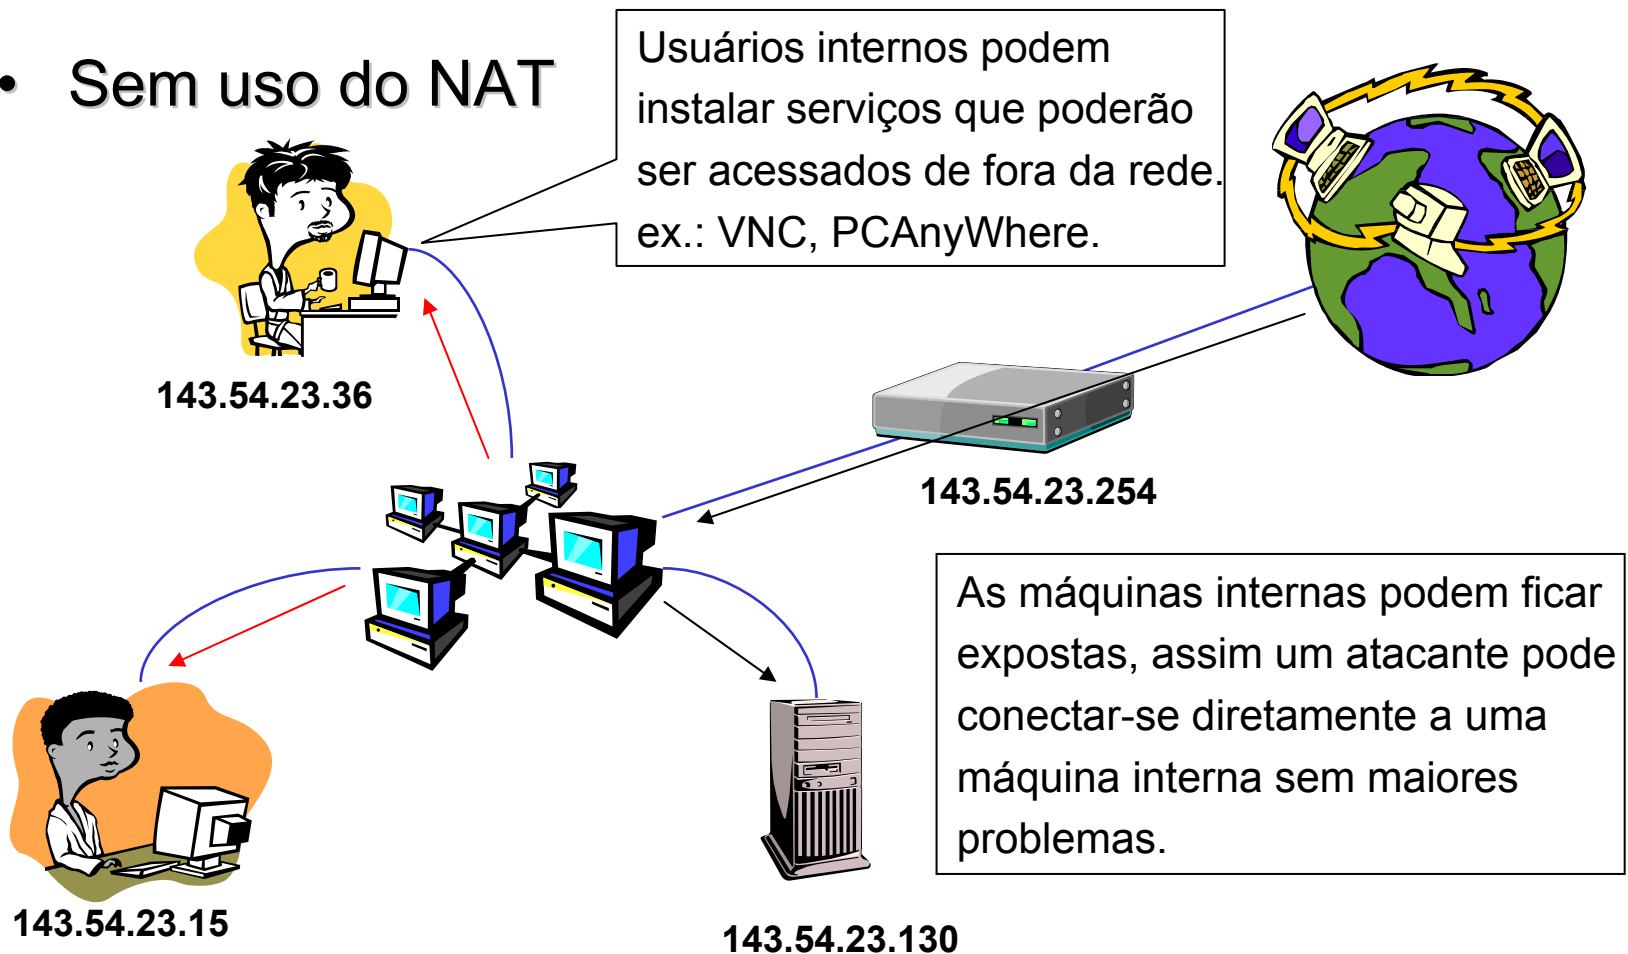 • Sem uso do NAT
Usuários internos podem
instalar serviços que poderão
ser acessados de fora da rede.
ex.: VNC, PCAnyWhere.
143.54.23.36
143.54.23.254
As máquinas internas podem ficar
expostas, assim um atacante pode
conectar-se diretamente a uma
máquina interna sem maiores
problemas.
143.54.23.15
143.54.23.130